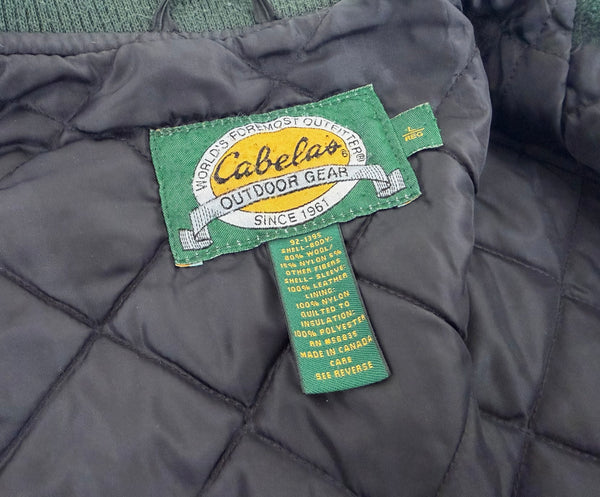 WORLD'S FOREMOST OUTFITTER®
Cabelas®
OUTDOOR GEAR
SINCE 1961
L
REG
92-1395
SHELL-BODY:
80% WOOL/
15% NYLON 5%
OTHER FIBERS
SHELL- SLEEVE:
100% LEATHER
LINING:
100% NYLON
QUILTED TO
INSULATION:
100% POLYESTER
RN #58835
MADE IN CANADA
CARE
SEE REVERSE